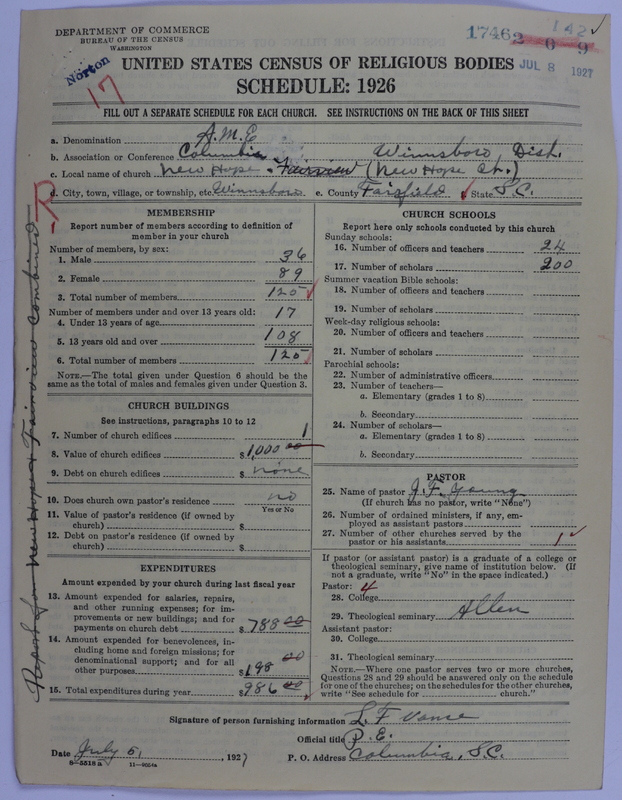 DEPARTMENT OF COMMERCE
BUREAU OF THE CENSUS
WASHINGTON
17462 142
2 6 9
Norton
17
JUL 8 1927
UNITED STATES CENSUS OF RELIGIOUS BODIES
SCHEDULE: 1926
FILL OUT A SEPARATE SCHEDULE FOR EACH CHURCH. SEE INSTRUCTIONS ON THE BACK OF THIS SHEET
a. Denomination A.M.E
b. Association or Conference Columbia Winnsboro Dist.
c. Local name of church New Hope & Fairview (New Hope Ct.)
d. City, town, village, or township, etc. Winnsboro e. County Fairfield State S.C.
Report for New Hope & Fairview Combined
MEMBERSHIP
Report number of members according to definition of member in your church
Number of members, by sex:
1. Male 36
2. Female 89
3. Total number of members 125
Number of members under and over 13 years old:
4. Under 13 years of age 17
5. 13 years old and over 108
6. Total number of members 125
NOTE.—The total given under Question 6 should be the same as the total of males and females given under Question 3.
CHURCH BUILDINGS
See instructions, paragraphs 10 to 12
7. Number of church edifices 1
8. Value of church edifices $1,000 00
9. Debt on church edifices $ none
10. Does church own pastor's residence no
Yes or No
11. Value of pastor's residence (if owned by church) $
12. Debt on pastor's residence (if owned by church) $
EXPENDITURES
Amount expended by your church during last fiscal year
13. Amount expended for salaries, repairs, and other running expenses; for improvements or new buildings; and for payments on church debt $788 00
14. Amount expended for benevolences, including home and foreign missions; for denominational support; and for all other purposes $198 00
15. Total expenditures during year $986 00
CHURCH SCHOOLS
Report here only schools conducted by this church
Sunday schools:
16. Number of officers and teachers 24
17. Number of scholars 200
Summer vacation Bible schools:
18. Number of officers and teachers
19. Number of scholars
Week-day religious schools:
20. Number of officers and teachers
21. Number of scholars
Parochial schools:
22. Number of administrative officers
23. Number of teachers—
a. Elementary (grades 1 to 8)
b. Secondary
24. Number of scholars—
a. Elementary (grades 1 to 8)
b. Secondary
PASTOR
25. Name of pastor J. F. Young
(If church has no pastor, write "None")
26. Number of ordained ministers, if any, employed as assistant pastors
27. Number of other churches served by the pastor or his assistants 1
If pastor (or assistant pastor) is a graduate of a college or theological seminary, give name of institution below. (If not a graduate, write "No" in the space indicated.)
Pastor: 4
28. College
29. Theological seminary Allen
Assistant pastor:
30. College
31. Theological seminary
NOTE.—Where one pastor serves two or more churches, Questions 28 and 29 should be answered only on the schedule for one of the churches; on the schedules for the other churches, write "See schedule for church."
Signature of person furnishing information L. F. Vance
Official title P.E.
Date July 5, 1927 P. O. Address Columbia, S.C.
8-5518a 11-9054a